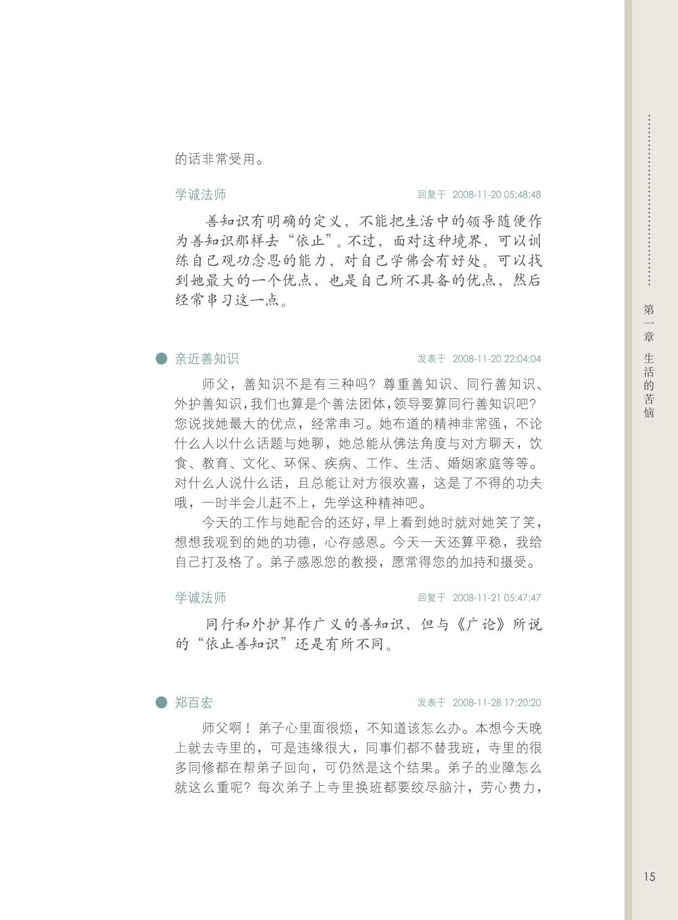 的话非常受用。
学诚法师 回复于 2008-11-20 05:48:48
善知识有明确的定义，不能把生活中的领导随便作
为善知识那样去“依止”。不过，面对这种境界，可以训
练自己观功念恩的能力，对自己学佛会有好处。可以找
到她最大的一个优点，也是自己所不具备的优点，然后
经常串习这一点。
亲近善知识 发表于 2008-11-20 22:04:04
师父，善知识不是有三种吗？尊重善知识、同行善知识、
外护善知识，我们也算是个善法团体，领导要算同行善知识吧？
您说找她最大的优点，经常串习。她布道的精神非常强，不论
什么人以什么话题与她聊，她总能从佛法角度与对方聊天，饮
食、教育、文化、环保、疾病、工作、生活、婚姻家庭等等。
对什么人说什么话，且总能让对方很欢喜，这是了不得的功夫
哦，一时半会儿赶不上，先学这种精神吧。
今天的工作与她配合的还好，早上看到她时就对她笑了笑，
想想我观到的她的功德，心存感恩。今天一天还算平稳，我给
自己打及格了。弟子感恩您的教授，愿常得您的加持和摄受。
学诚法师 回复于 2008-11-21 05:47:47
同行和外护算作广义的善知识，但与《广论》所说
的“依止善知识”还是有所不同。
郑百宏 发表于 2008-11-28 17:20:20
师父啊！弟子心里面很烦，不知道该怎么办。本想今天晚
上就去寺里的，可是违缘很大，同事们都不替我班，寺里的很
多同修都在帮弟子回向，可仍然是这个结果。弟子的业障怎么
就这么重呢？每次弟子上寺里换班都要绞尽脑汁，劳心费力，
第一章 生活的苦恼
15